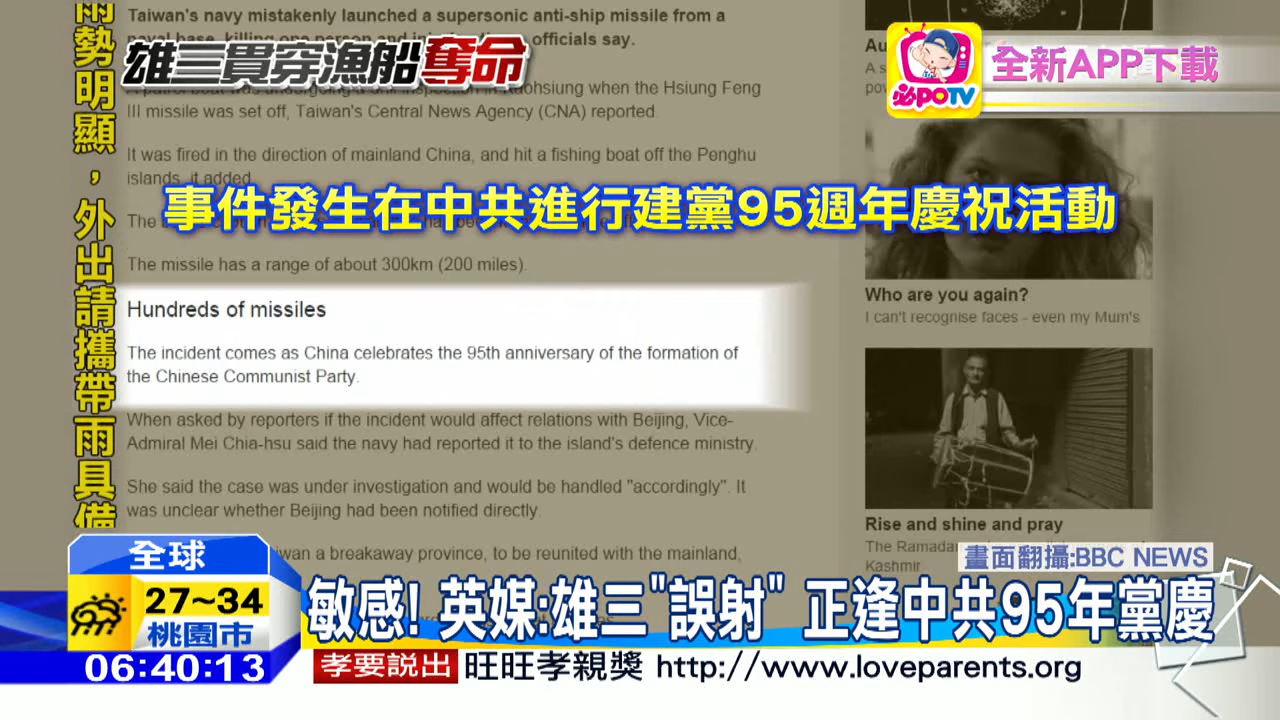 雨勢明顯，外出請攜帶雨具備
雄三貫穿漁船奪命
必POTV
全新APP下載
Taiwan's navy mistakenly launched a supersonic anti-ship missile from a
officials say.
when the Hsiung Feng
III missile was set off, Taiwan's Central News Agency (CNA) reported.
It was fired in the direction of mainland China, and hit a fishing boat off the Penghu
islands, it added.
事件發生在中共進行建黨95週年慶祝活動
The missile has a range of about 300km (200 miles).
Hundreds of missiles
The incident comes as China celebrates the 95th anniversary of the formation of
the Chinese Communist Party.
When asked by reporters if the incident would affect relations with Beijing, Vice-
Admiral Mei Chia-hsu said the navy had reported it to the island's defence ministry.
She said the case was under investigation and would be handled "accordingly". It
was unclear whether Beijing had been notified directly.
a breakaway province, to be reunited with the mainland,
Who are you again?
I can't recognise faces - even my Mum's
Rise and shine and pray
The Ramadan
Kashmir
畫面翻攝:BBC NEWS
全球
27~34
桃園市
06:40:13
敏感! 英媒:雄三"誤射" 正逢中共95年黨慶
孝要說出
旺旺孝親獎 http://www.loveparents.org